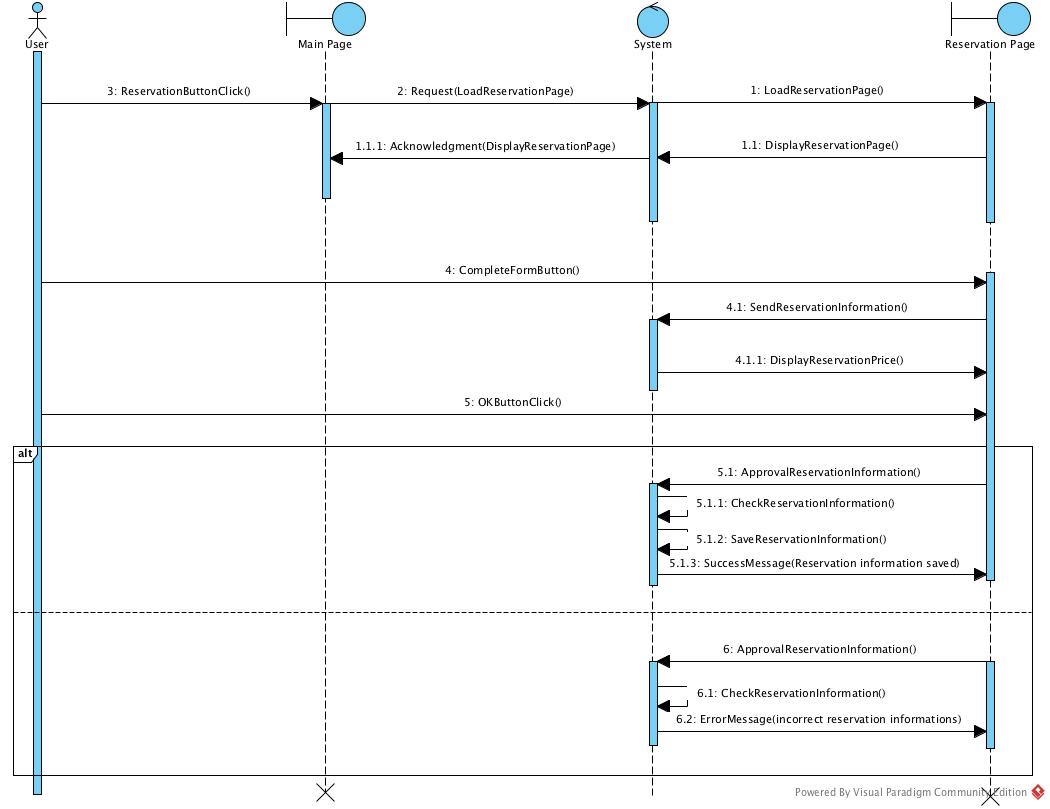 User
Main Page
System
Reservation Page
3: ReservationButtonClick()
2: Request(LoadReservationPage)
1: LoadReservationPage()
1.1.1: Acknowledgment(DisplayReservationPage)
1.1: DisplayReservationPage()
4: CompleteFormButton()
4.1: SendReservationInformation()
4.1.1: DisplayReservationPrice()
5: OKButtonClick()
alt
5.1: ApprovalReservationInformation()
5.1.1: CheckReservationInformation()
5.1.2: SaveReservationInformation()
5.1.3: SuccessMessage(Reservation information saved)
6: ApprovalReservationInformation()
6.1: CheckReservationInformation()
6.2: ErrorMessage(incorrect reservation informations)
Powered By Visual Paradigm Community Edition